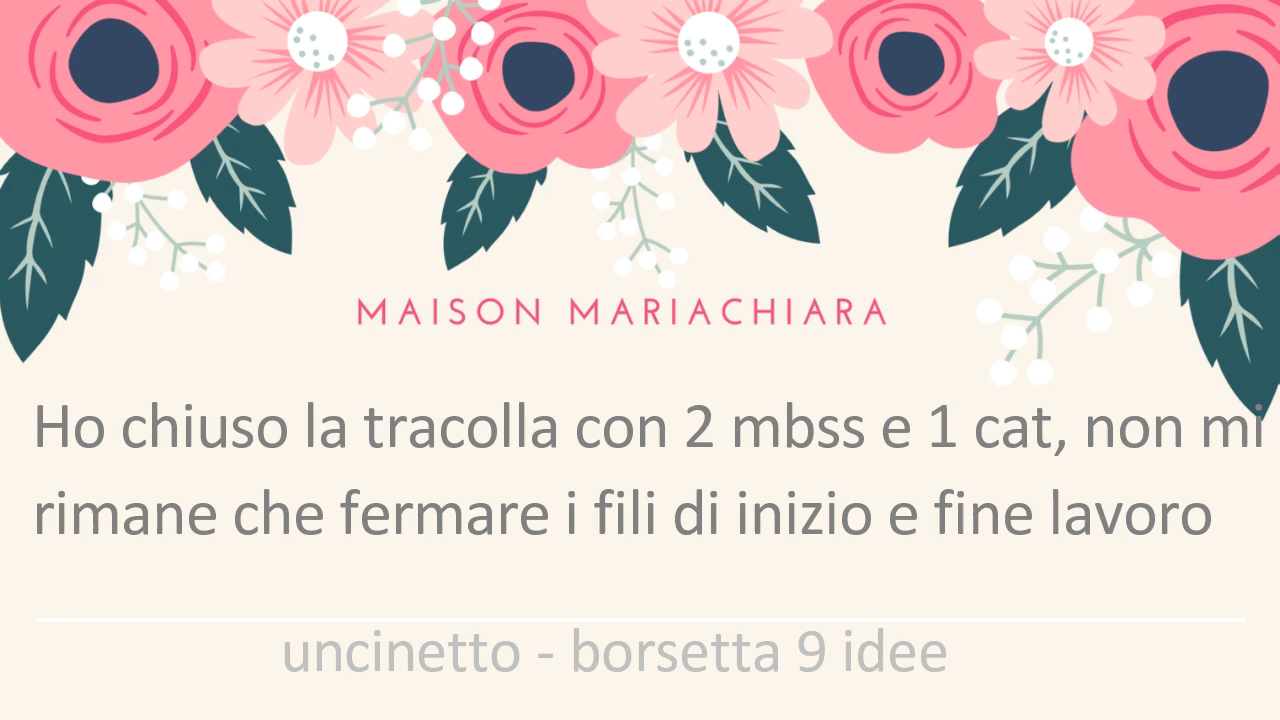 MAISON MARIACHIARA
Ho chiuso la tracolla con 2 mbss e 1 cat, non mi
rimane che fermare i fili di inizio e fine lavoro
uncinetto - borsetta 9 idee